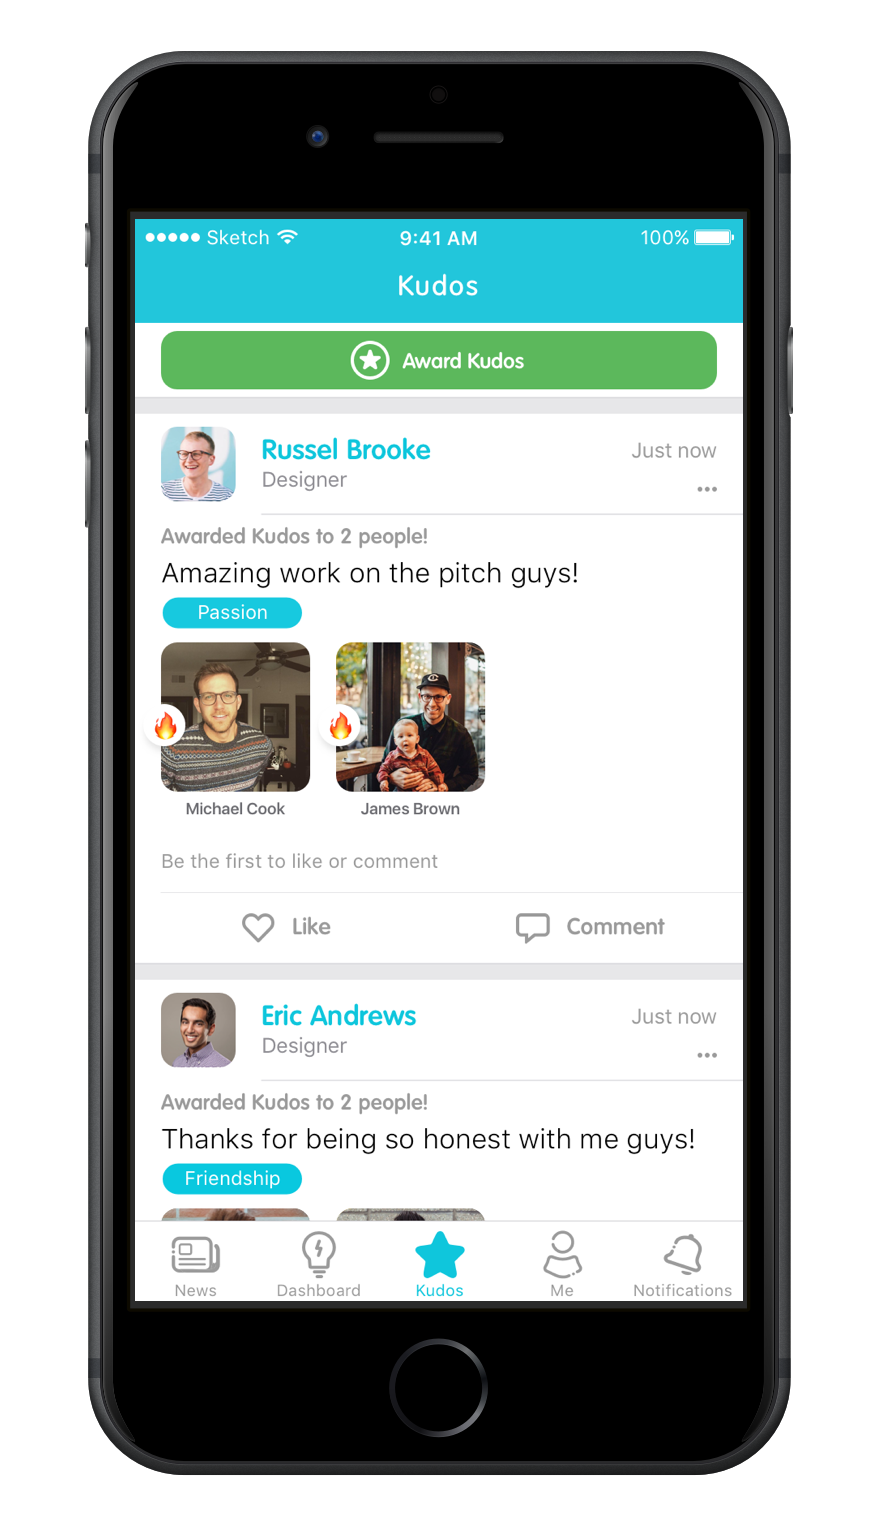 Sketch 9:41 AM 100%
Kudos
Award Kudos
Russel Brooke Just now
Designer
Awarded Kudos to 2 people!
Amazing work on the pitch guys!
Passion
Michael Cook James Brown
Be the first to like or comment
Like Comment
Eric Andrews Just now
Designer
Awarded Kudos to 2 people!
Thanks for being so honest with me guys!
Friendship
News Dashboard Kudos Me Notifications